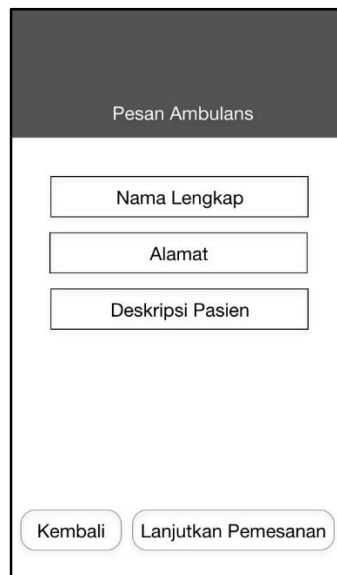 Pesan Ambulans
Nama Lengkap
Alamat
Deskripsi Pasien
Kembali
Lanjutkan Pemesanan